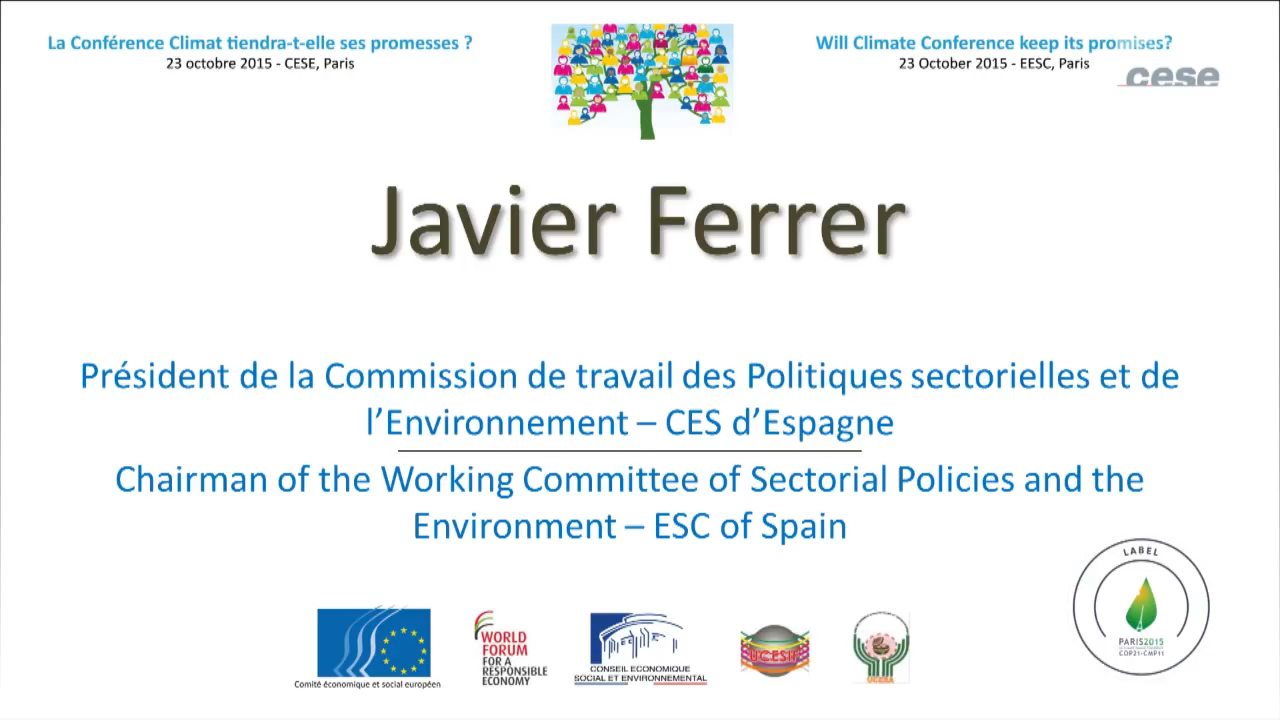 La Conférence Climat tiendra-t-elle ses promesses ?
23 octobre 2015 - CESE, Paris
Will Climate Conference keep its promises?
23 October 2015 - EESC, Paris
cese
Javier Ferrer
Président de la Commission de travail des Politiques sectorielles et de
l’Environnement – CES d’Espagne
Chairman of the Working Committee of Sectorial Policies and the
Environment – ESC of Spain
LABEL
PARIS2015
COP21·CMP11
Comité économique et social européen
WORLD
FORUM
FOR A
RESPONSIBLE
ECONOMY
CONSEIL ECONOMIQUE
SOCIAL ET ENVIRONNEMENTAL
UCESIF